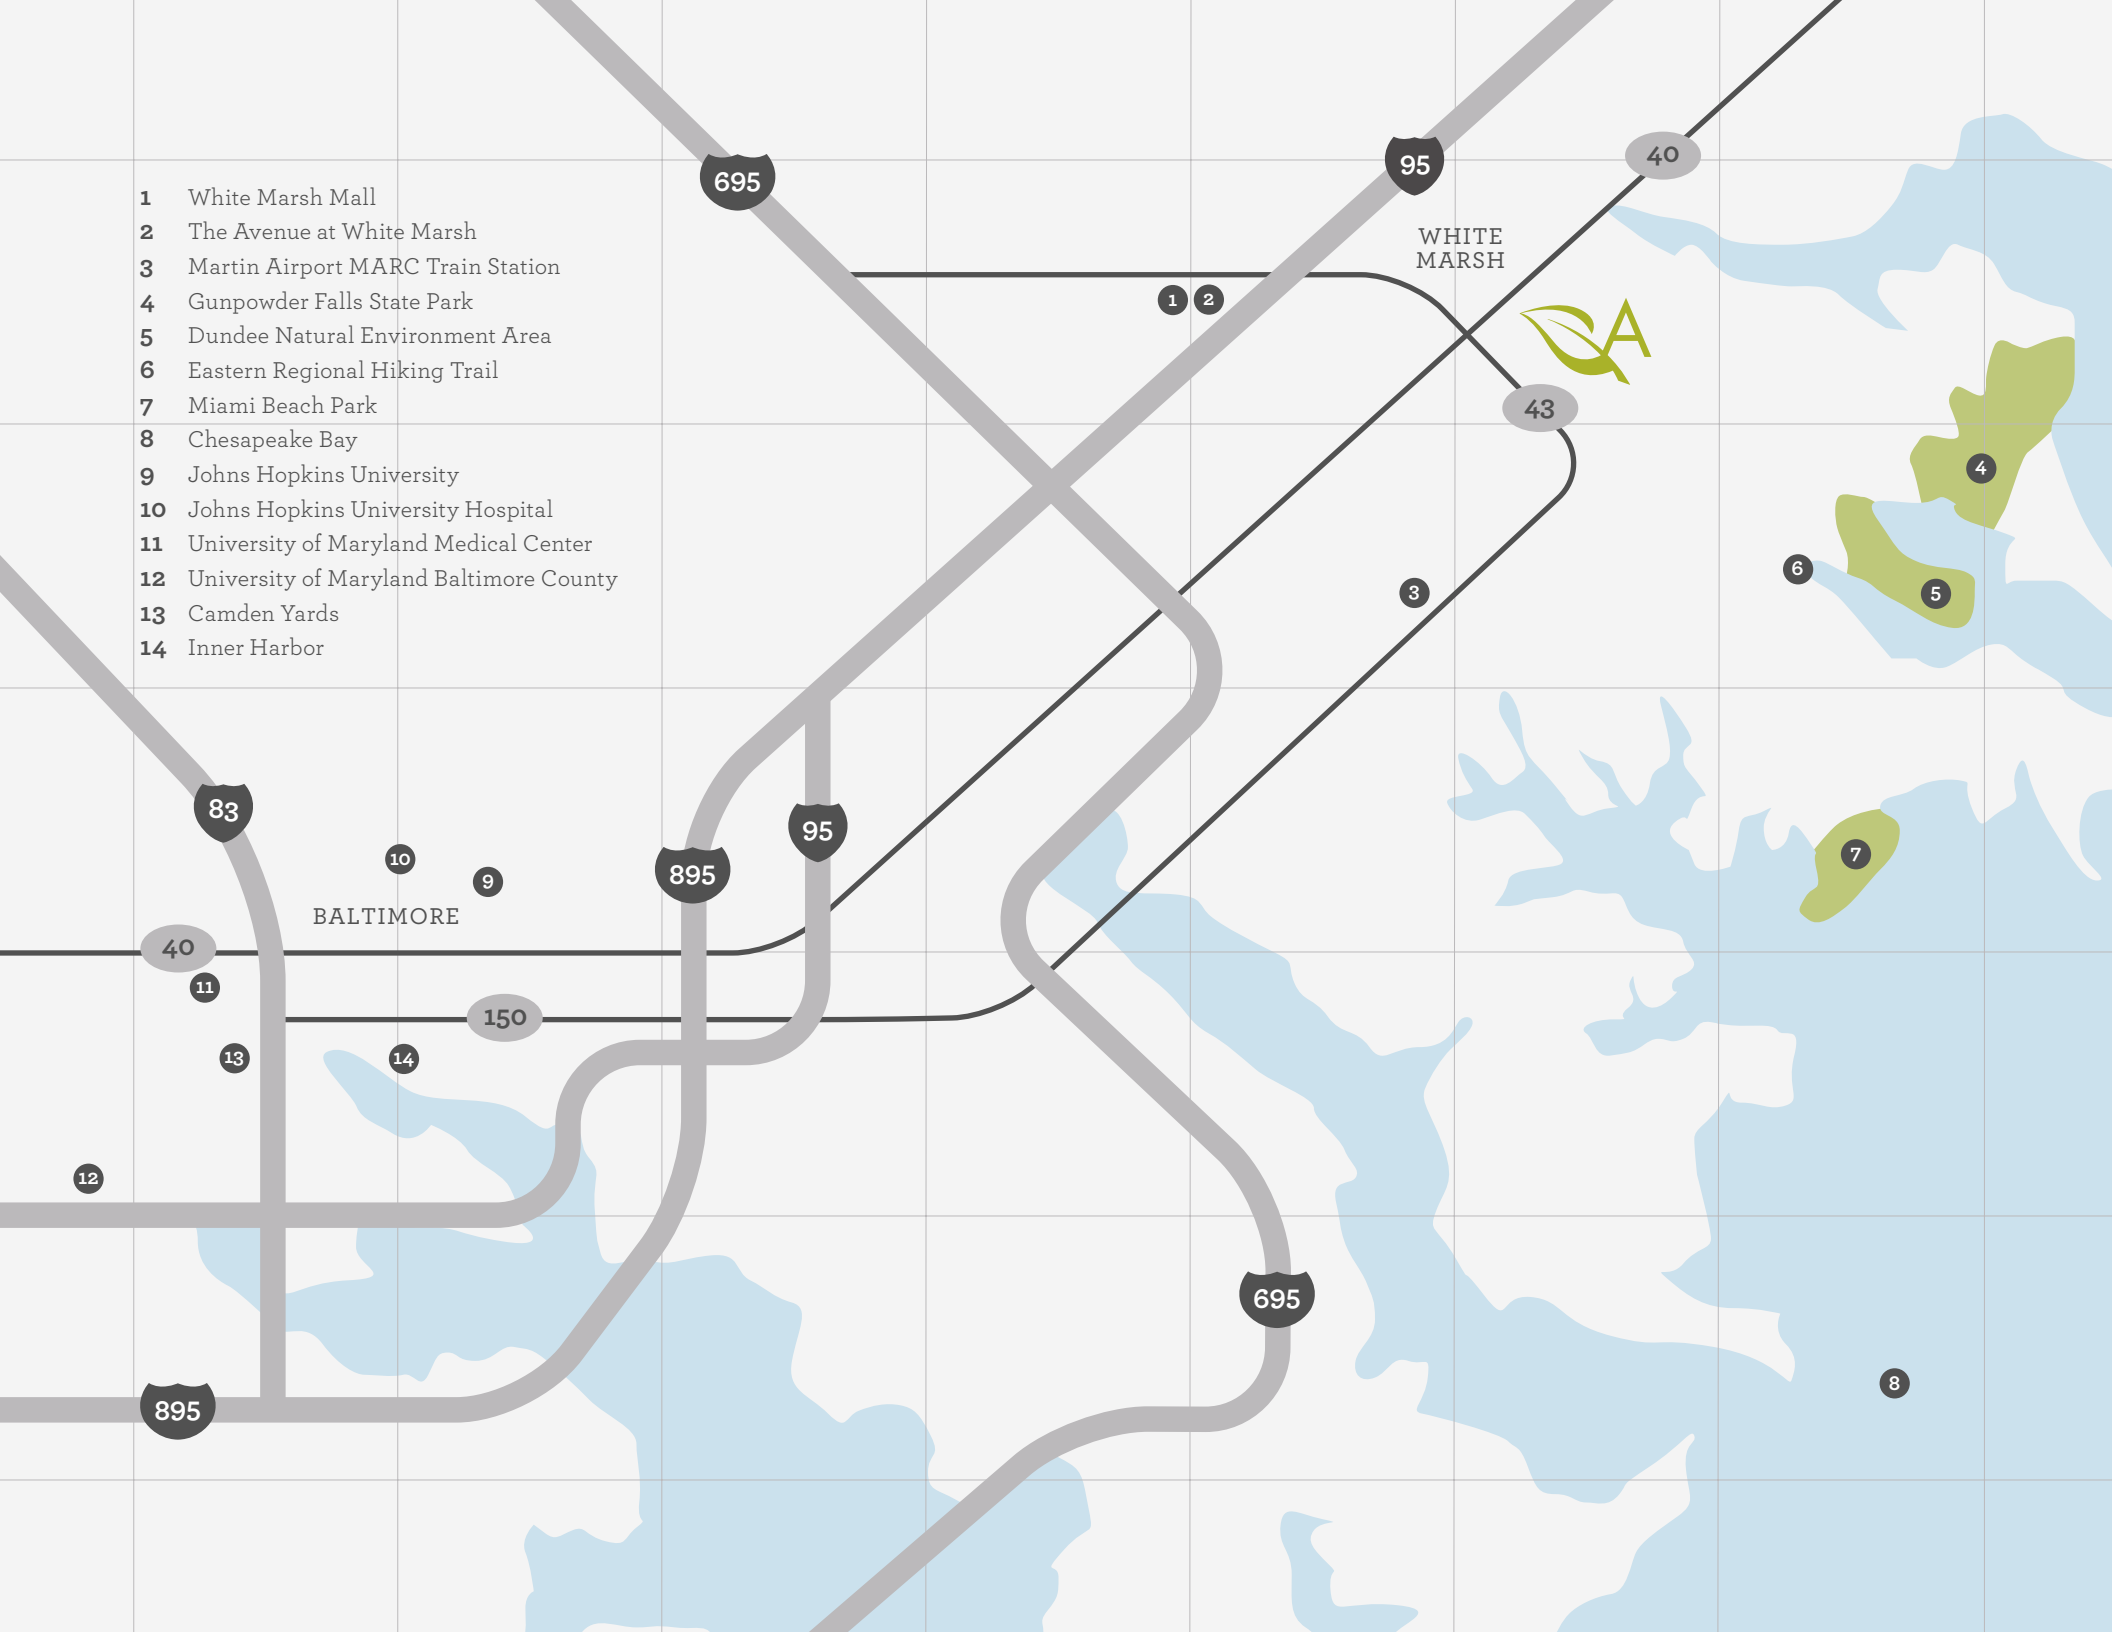 695
95
40
1 White Marsh Mall
2 The Avenue at White Marsh
3 Martin Airport MARC Train Station
4 Gunpowder Falls State Park
5 Dundee Natural Environment Area
6 Eastern Regional Hiking Trail
7 Miami Beach Park
8 Chesapeake Bay
9 Johns Hopkins University
10 Johns Hopkins University Hospital
11 University of Maryland Medical Center
12 University of Maryland Baltimore County
13 Camden Yards
14 Inner Harbor
WHITE
MARSH
1 2
A
43
4
6
3
5
83
95
10
9
895
7
BALTIMORE
40
11
150
13
14
12
695
8
895